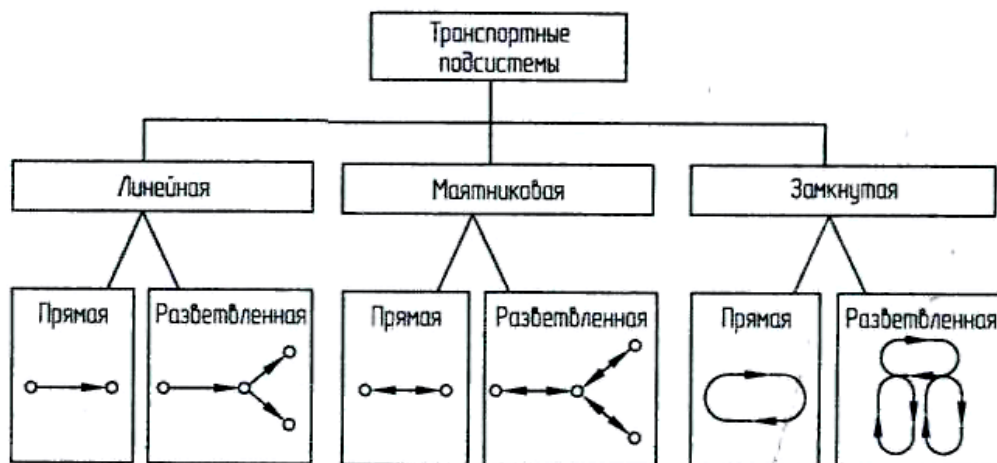 Транспортные
подсистемы
Линейная
Маятниковая
Замкнутая
Прямая
Разветвленная
Прямая
Разветвленная
Прямая
Разветвленная